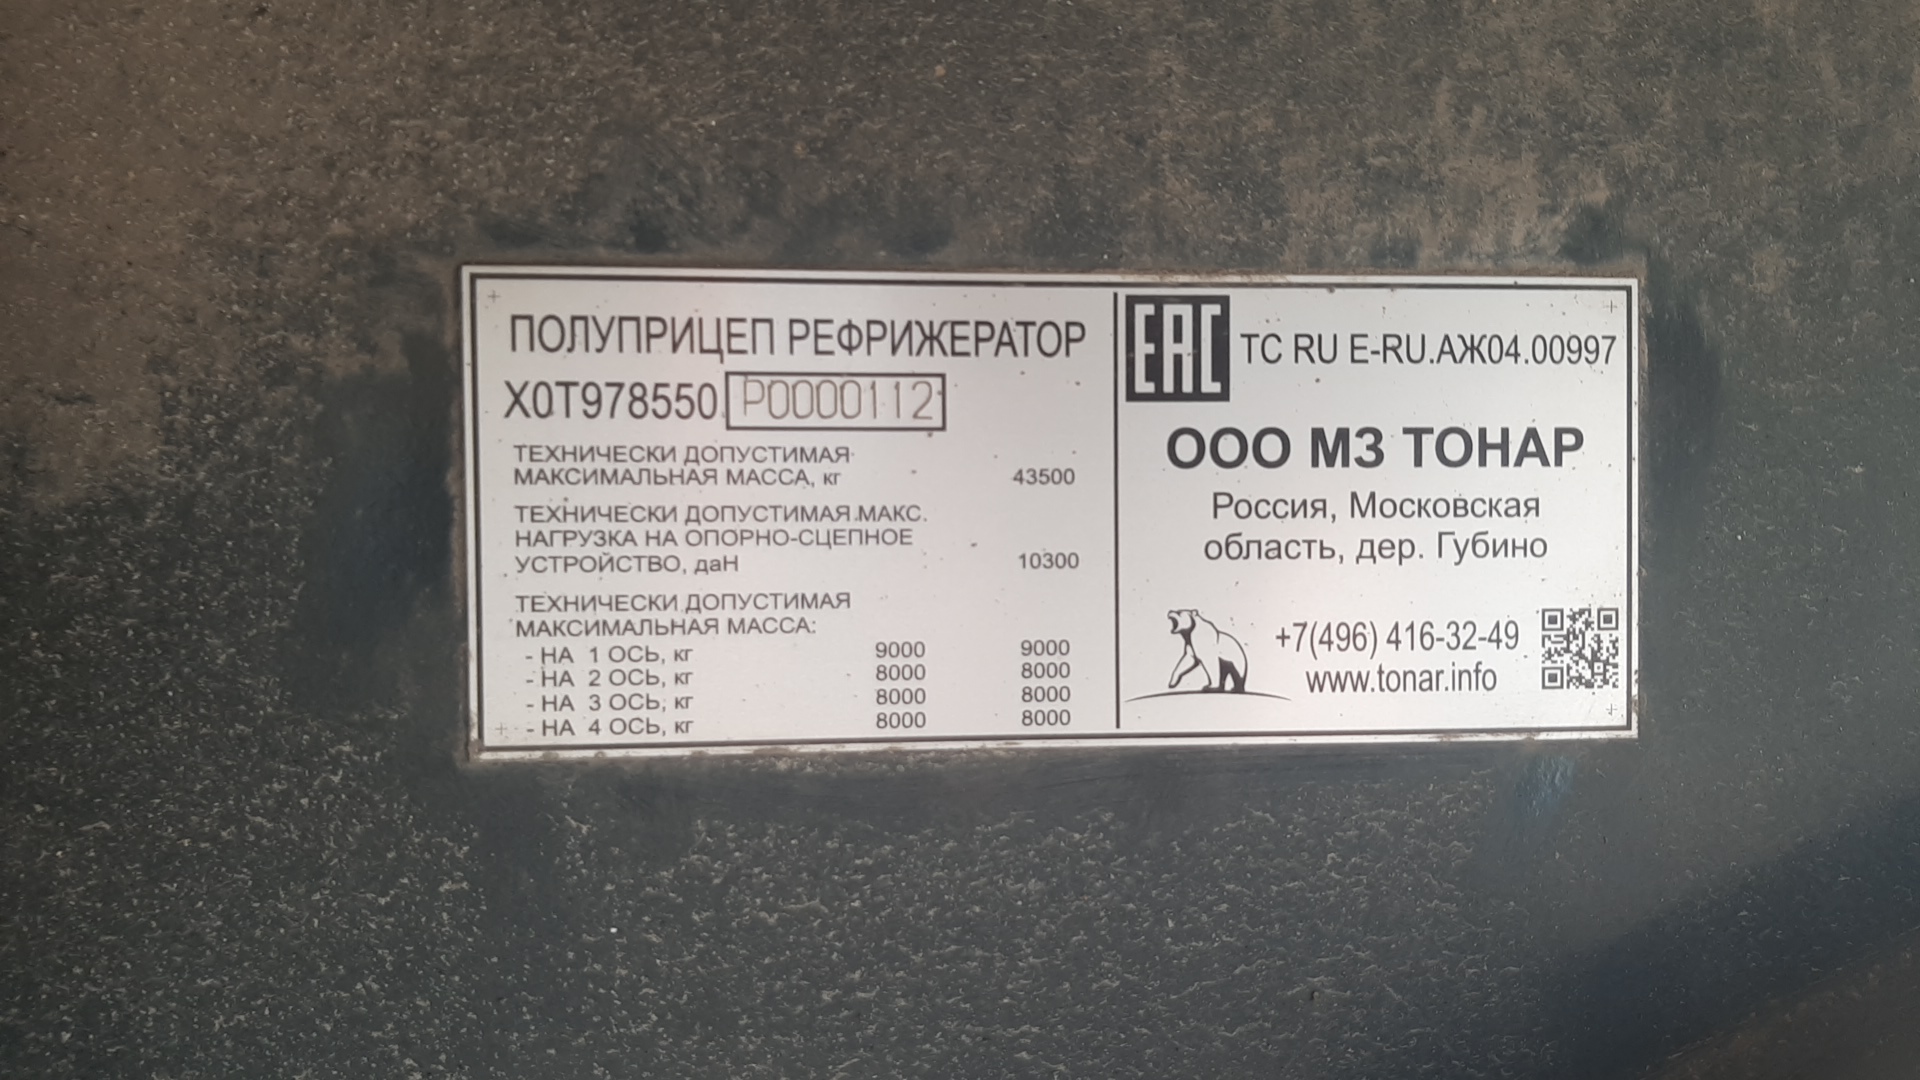 ПОЛУПРИЦЕП РЕФРИЖЕРАТОР
X0T978550 P0000112
ТЕХНИЧЕСКИ ДОПУСТИМАЯ
МАКСИМАЛЬНАЯ МАССА, кг 43500
ТЕХНИЧЕСКИ ДОПУСТИМАЯ МАКС.
НАГРУЗКА НА ОПОРНО-СЦЕПНОЕ
УСТРОЙСТВО, даН 10300
ТЕХНИЧЕСКИ ДОПУСТИМАЯ
МАКСИМАЛЬНАЯ МАССА:
- НА 1 ОСЬ, кг 9000 9000
- НА 2 ОСЬ, кг 8000 8000
- НА 3 ОСЬ, кг 8000 8000
- НА 4 ОСЬ, кг 8000 8000
EAC TC RU E-RU.АЖ04.00997
ООО МЗ ТОНАР
Россия, Московская
область, дер. Губино
+7(496) 416-32-49
www.tonar.info